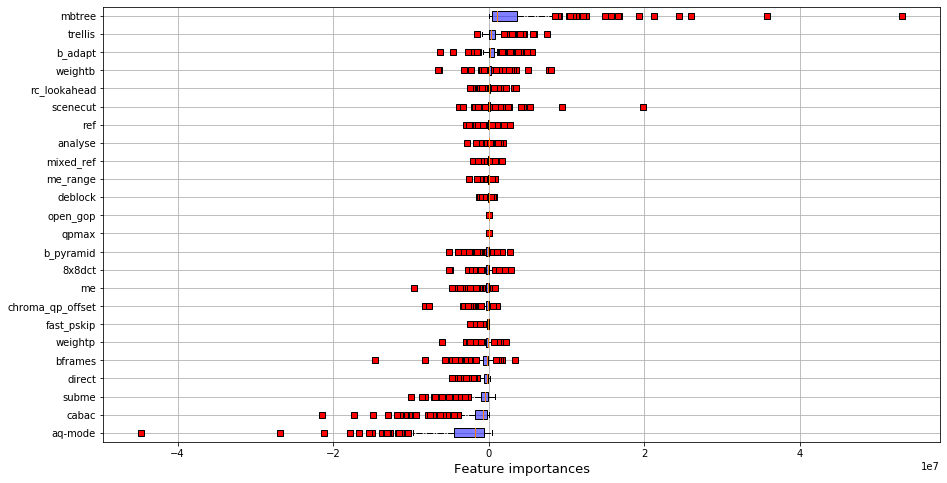 mbtree
trellis
b_adapt
weightb
rc_lookahead
scenecut
ref
analyse
mixed_ref
me_range
deblock
open_gop
qpmax
b_pyramid
8x8dct
me
chroma_qp_offset
fast_pskip
weightp
bframes
direct
subme
cabac
aq-mode
−4 −2 0 2 4
Feature importances 1e7